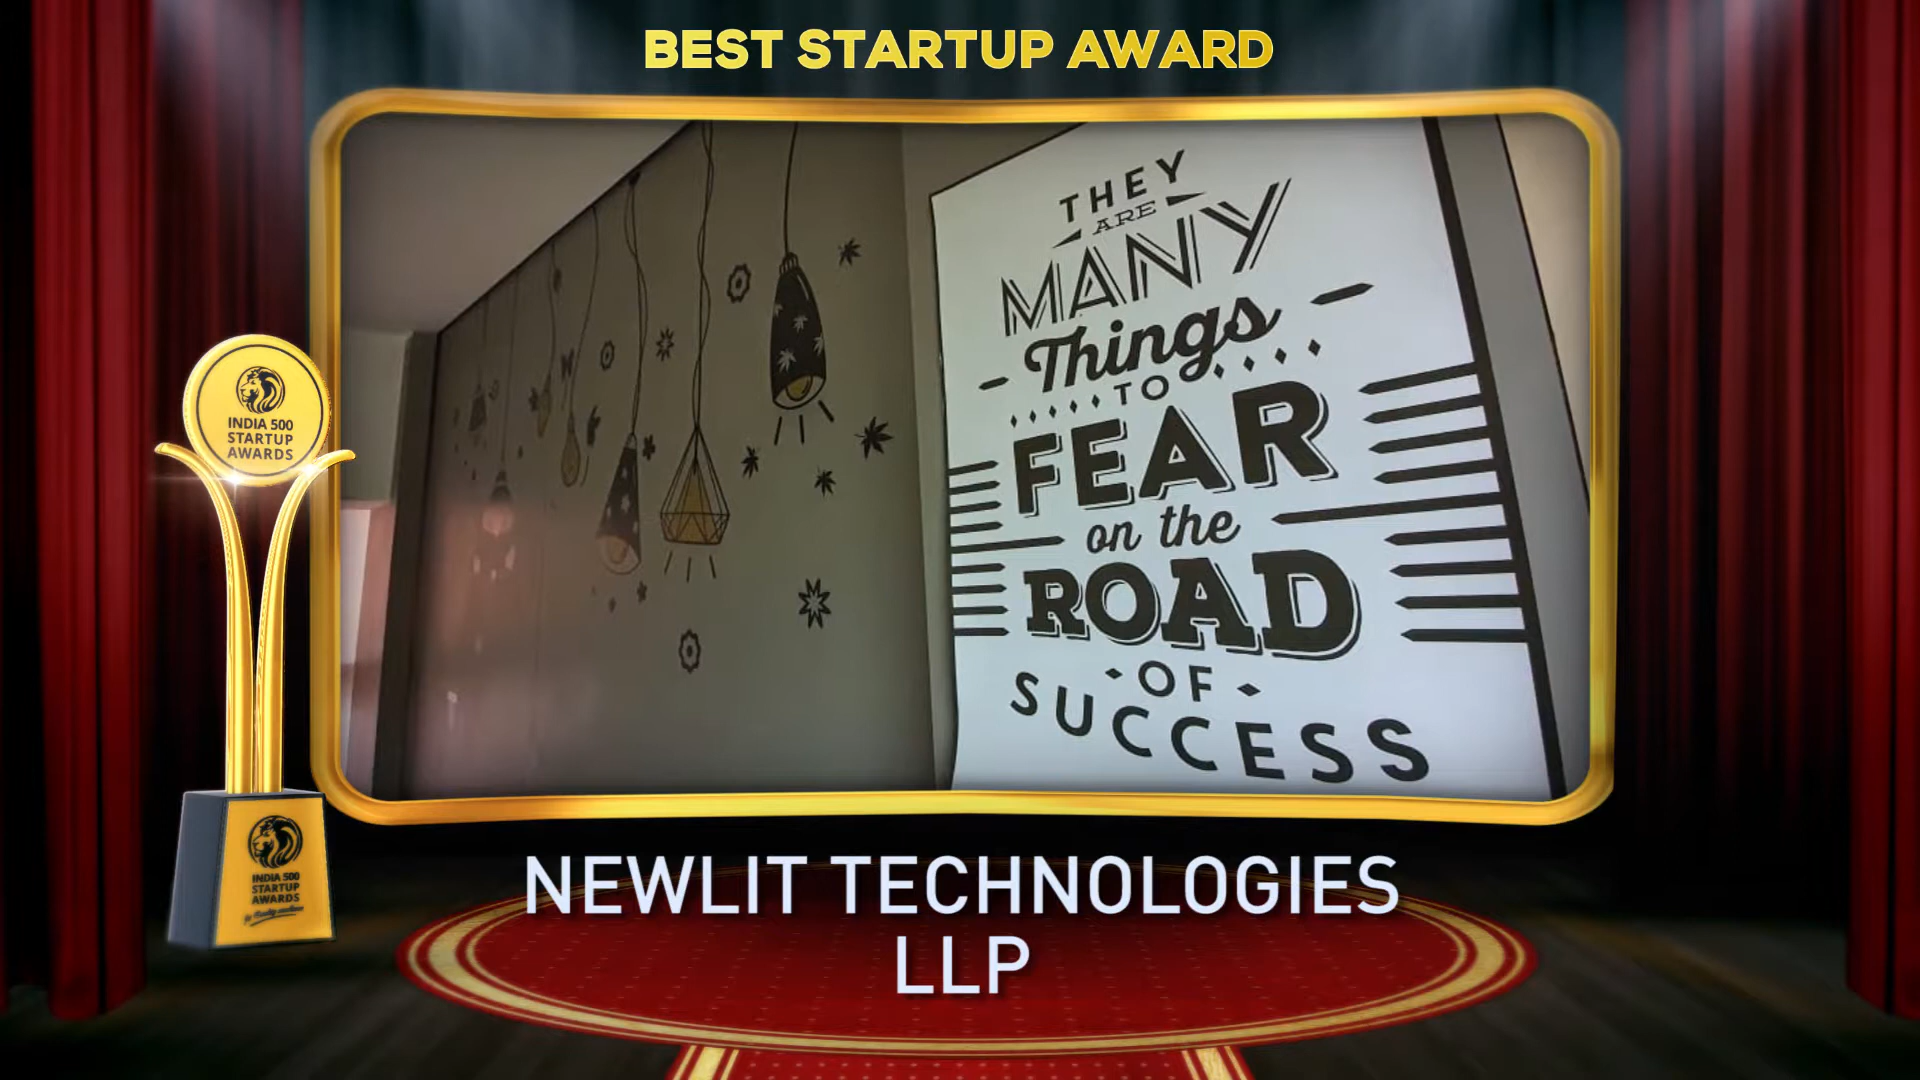 BEST STARTUP AWARD
THEY
ARE
MANY
Things
TO
FEAR
on the
ROAD
OF
SUCCESS
INDIA 500
STARTUP
AWARDS
INDIA 500
STARTUP
AWARDS
NEWLIT TECHNOLOGIES
LLP